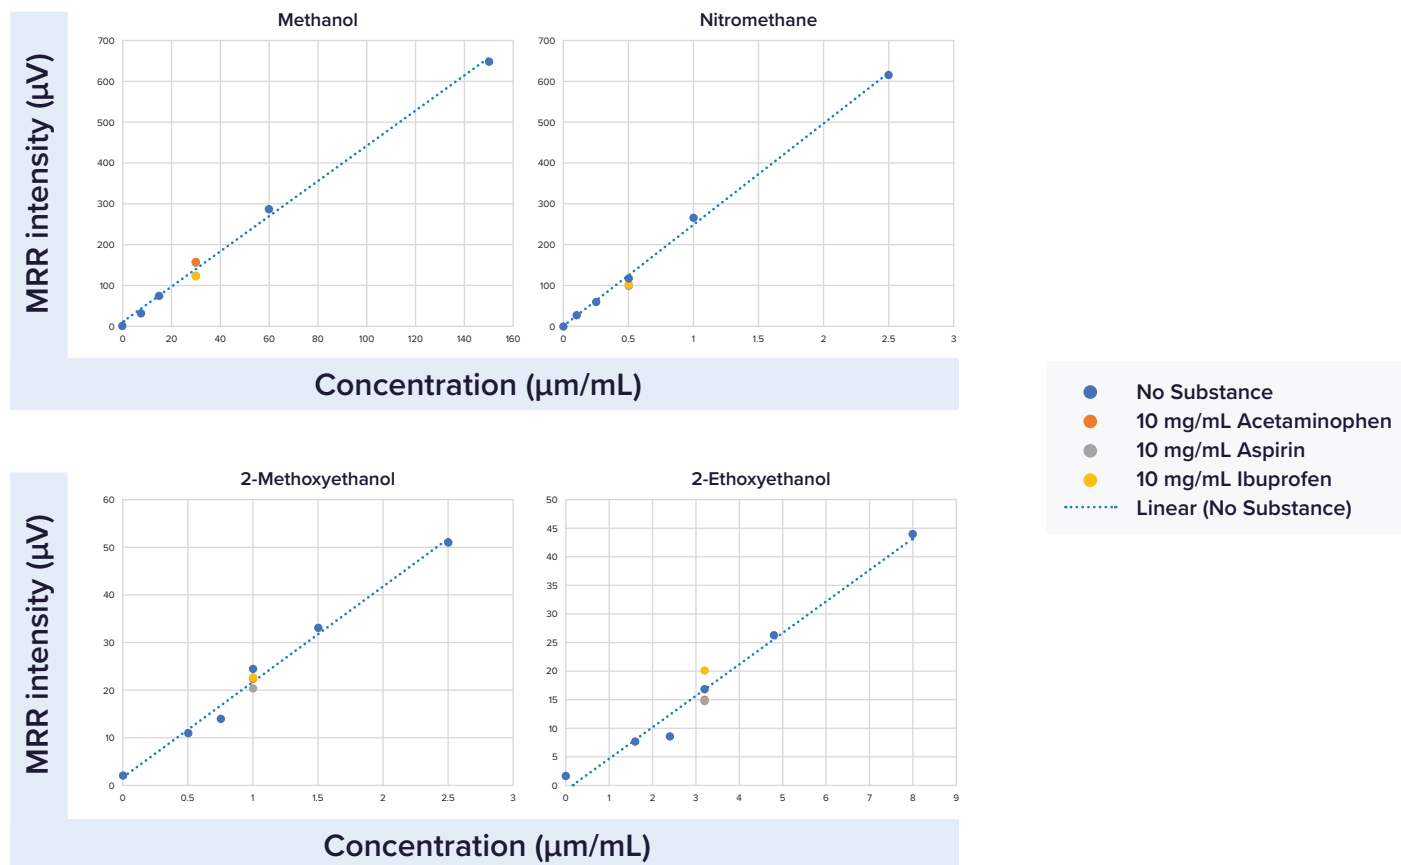 Methanol
MRR intensity (µV)
700
600
500
400
300
200
100
0
0 20 40 60 80 100 120 140 160
Nitromethane
700
600
500
400
300
200
100
0
0 0.5 1 1.5 2 2.5 3
Concentration (µm/mL)
No Substance
10 mg/mL Acetaminophen
10 mg/mL Aspirin
10 mg/mL Ibuprofen
Linear (No Substance)
2-Methoxyethanol
MRR intensity (µV)
60
50
40
30
20
10
0
0 0.5 1 1.5 2 2.5 3
2-Ethoxyethanol
50
45
40
35
30
25
20
15
10
5
0
0 1 2 3 4 5 6 7 8 9
Concentration (µm/mL)